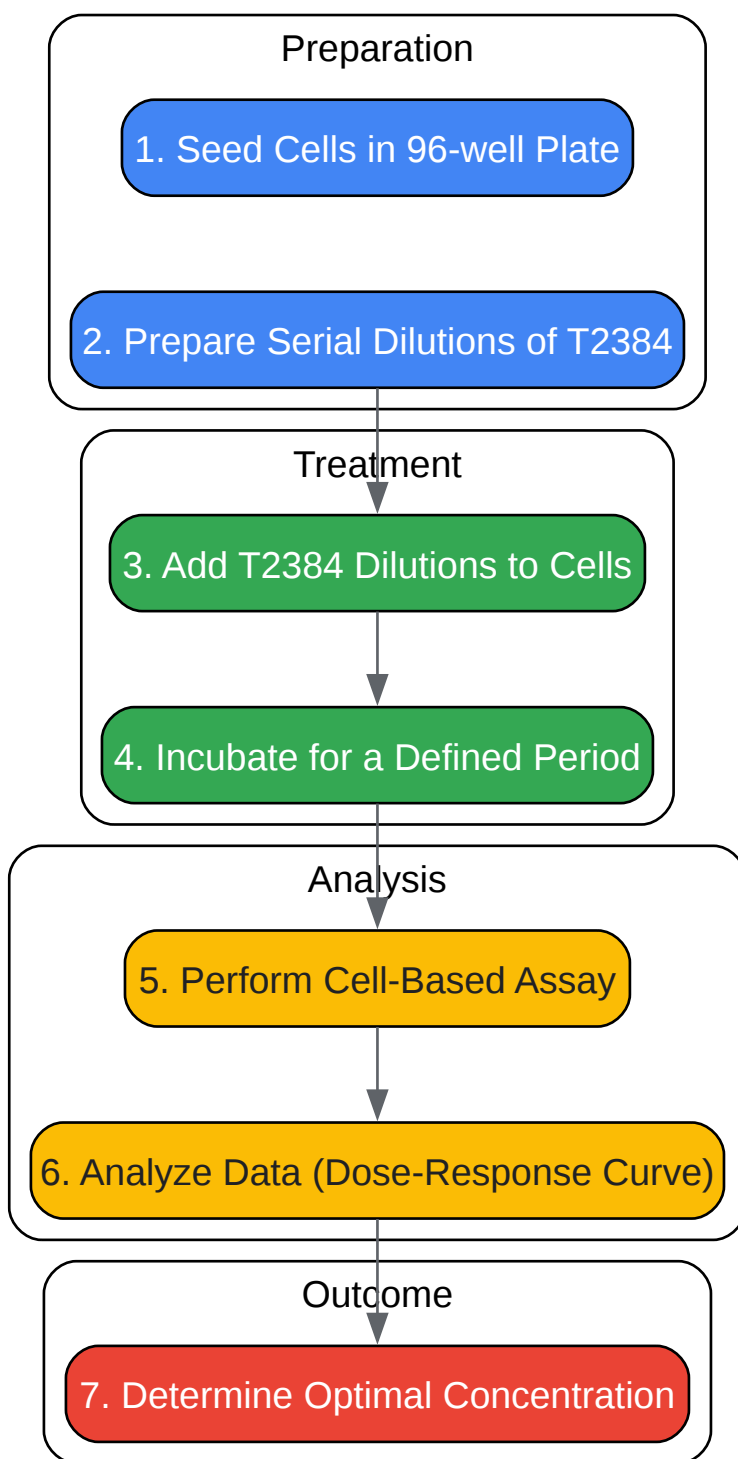 Preparation
1. Seed Cells in 96-well Plate
2. Prepare Serial Dilutions of T2384
Treatment
3. Add T2384 Dilutions to Cells
4. Incubate for a Defined Period
Analysis
5. Perform Cell-Based Assay
6. Analyze Data (Dose-Response Curve)
Outcome
7. Determine Optimal Concentration